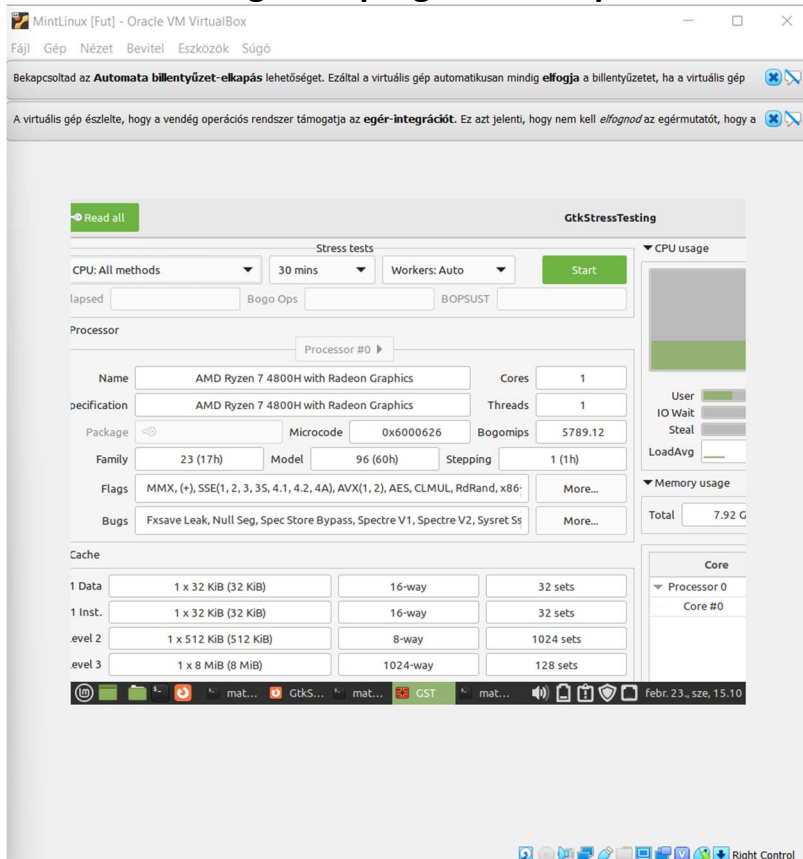 MintLinux [Fut] - Oracle VM VirtualBox
Fájl Gép Nézet Bevitel Eszközök Súgó
Bekapcsoltad az Automata billentyűzet-elkapás lehetőséget. Ezáltal a virtuális gép automatikusan mindig elfogja a billentyűzetet, ha a virtuális gép
A virtuális gép észlelte, hogy a vendég operációs rendszer támogatja az egér-integrációt. Ez azt jelenti, hogy nem kell elfognod az egérmutatót, hogy a
Read all GtkStressTesting
Stress tests CPU usage
CPU: All methods 30 mins Workers: Auto Start
lapsed Bogo Ops BOPSUST
Processor
Processor #0
Name AMD Ryzen 7 4800H with Radeon Graphics Cores 1
User
pecification AMD Ryzen 7 4800H with Radeon Graphics Threads 1
IO Wait
Steal
Package Microcode 0x6000626 Bogomips 5789.12
LoadAvg
Family 23 (17h) Model 96 (60h) Stepping 1 (1h)
Memory usage
Flags MMX, (+), SSE(1, 2, 3, 3S, 4.1, 4.2, 4A), AVX(1, 2), AES, CLMUL, RdRand, x86- More...
Total 7.92 G
Bugs Fxsave Leak, Null Seg, Spec Store Bypass, Spectre V1, Spectre V2, Sysret Ss More...
Cache
Core
1 Data 1 x 32 KiB (32 KiB) 16-way 32 sets
Processor 0
1 Inst. 1 x 32 KiB (32 KiB) 16-way 32 sets
Core #0
evel 2 1 x 512 KiB (512 KiB) 8-way 1024 sets
evel 3 1 x 8 MiB (8 MiB) 1024-way 128 sets
mat... GtkS... mat... GST mat... febr. 23., sze, 15.10
Right Control